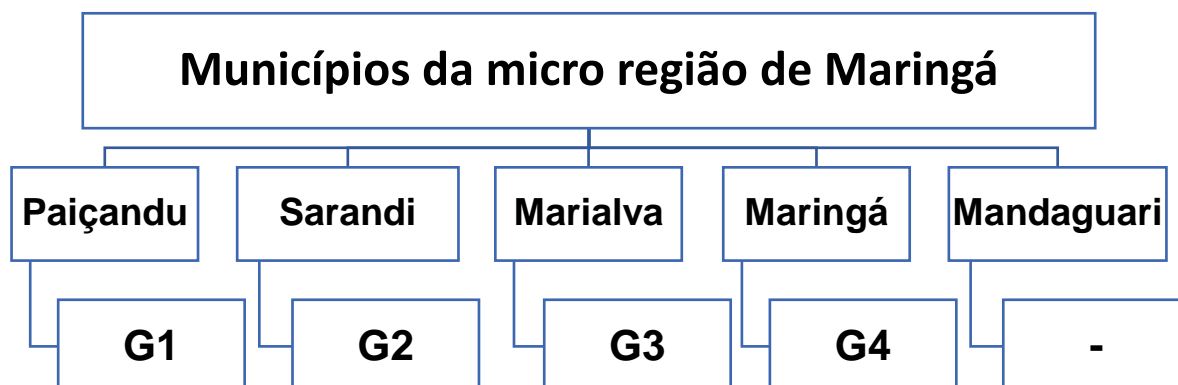 Municípios da micro região de Maringá
Paiçandu
Sarandi
Marialva
Maringá
Mandaguari
G1
G2
G3
G4
-